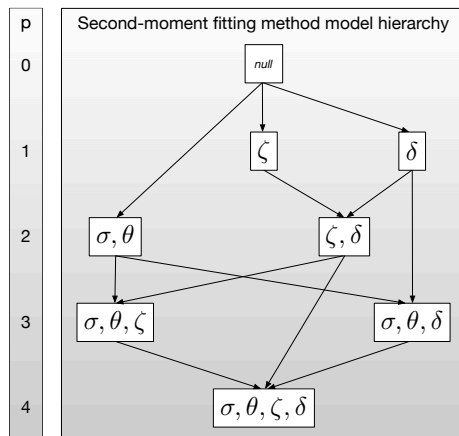 p
Second-moment fitting method model hierarchy
0
null
1
ζ
δ
2
σ, θ
ζ, δ
3
σ, θ, ζ
σ, θ, δ
4
σ, θ, ζ, δ